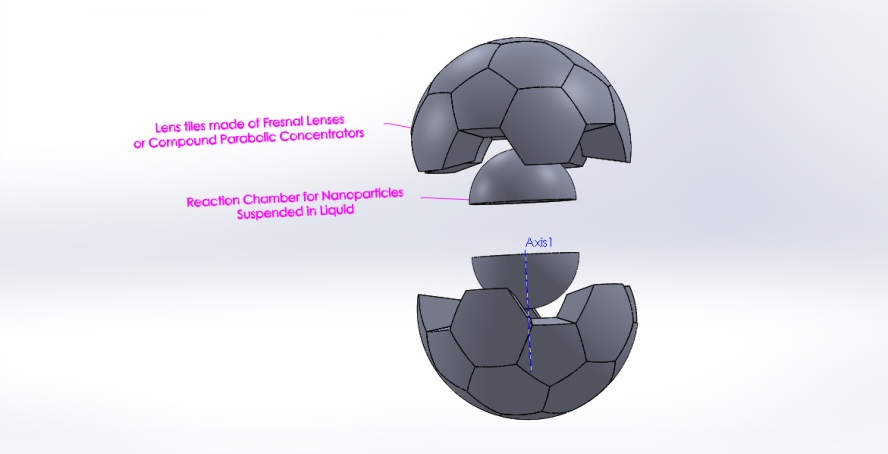 Lens tiles made of Fresnal Lenses
or Compound Parabolic Concentrators
Reaction Chamber for Nanoparticles
Suspended in Liquid
Axis1